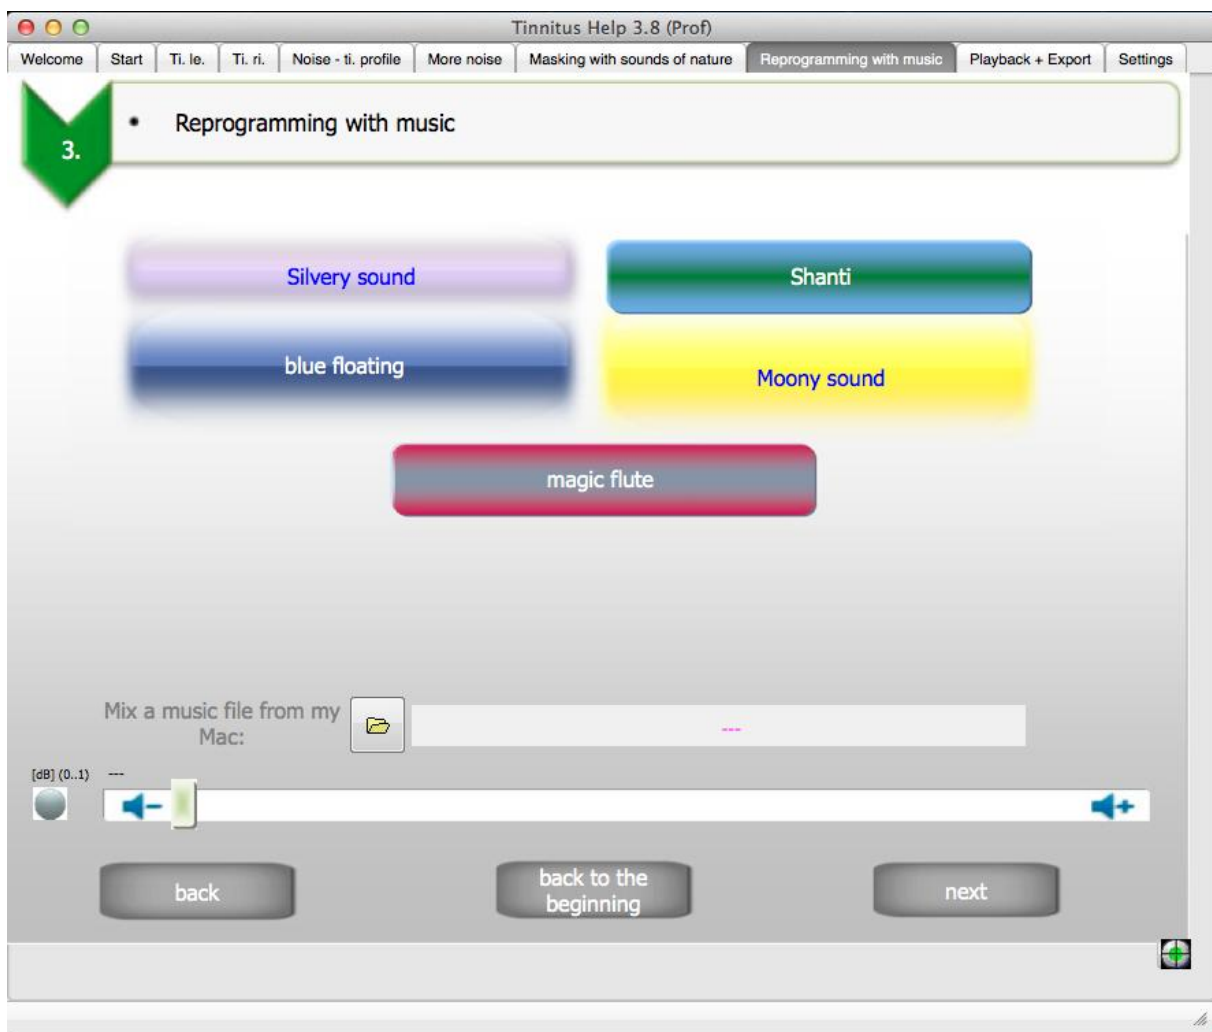 Tinnitus Help 3.8 (Prof)
Welcome Start Ti. le. Ti. ri. Noise - ti. profile More noise Masking with sounds of nature Reprogramming with music Playback + Export Settings
3. • Reprogramming with music
Silvery sound Shanti
blue floating Moony sound
magic flute
Mix a music file from my
Mac:
---
[dB] (0..1) ---
back back to the
beginning next